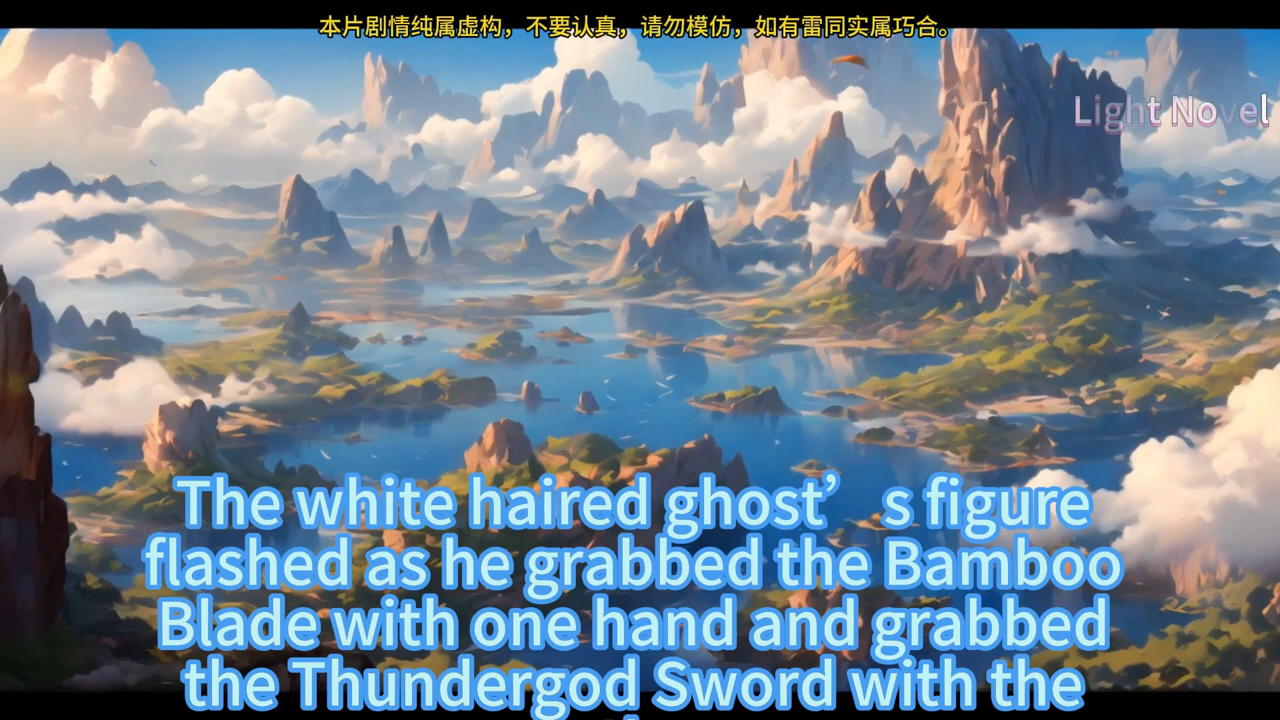 本片剧情纯属虚构，不要认真，请勿模仿，如有雷同实属巧合。
Light Novel
The white haired ghost’s figure
flashed as he grabbed the Bamboo
Blade with one hand and grabbed
the Thundergod Sword with the